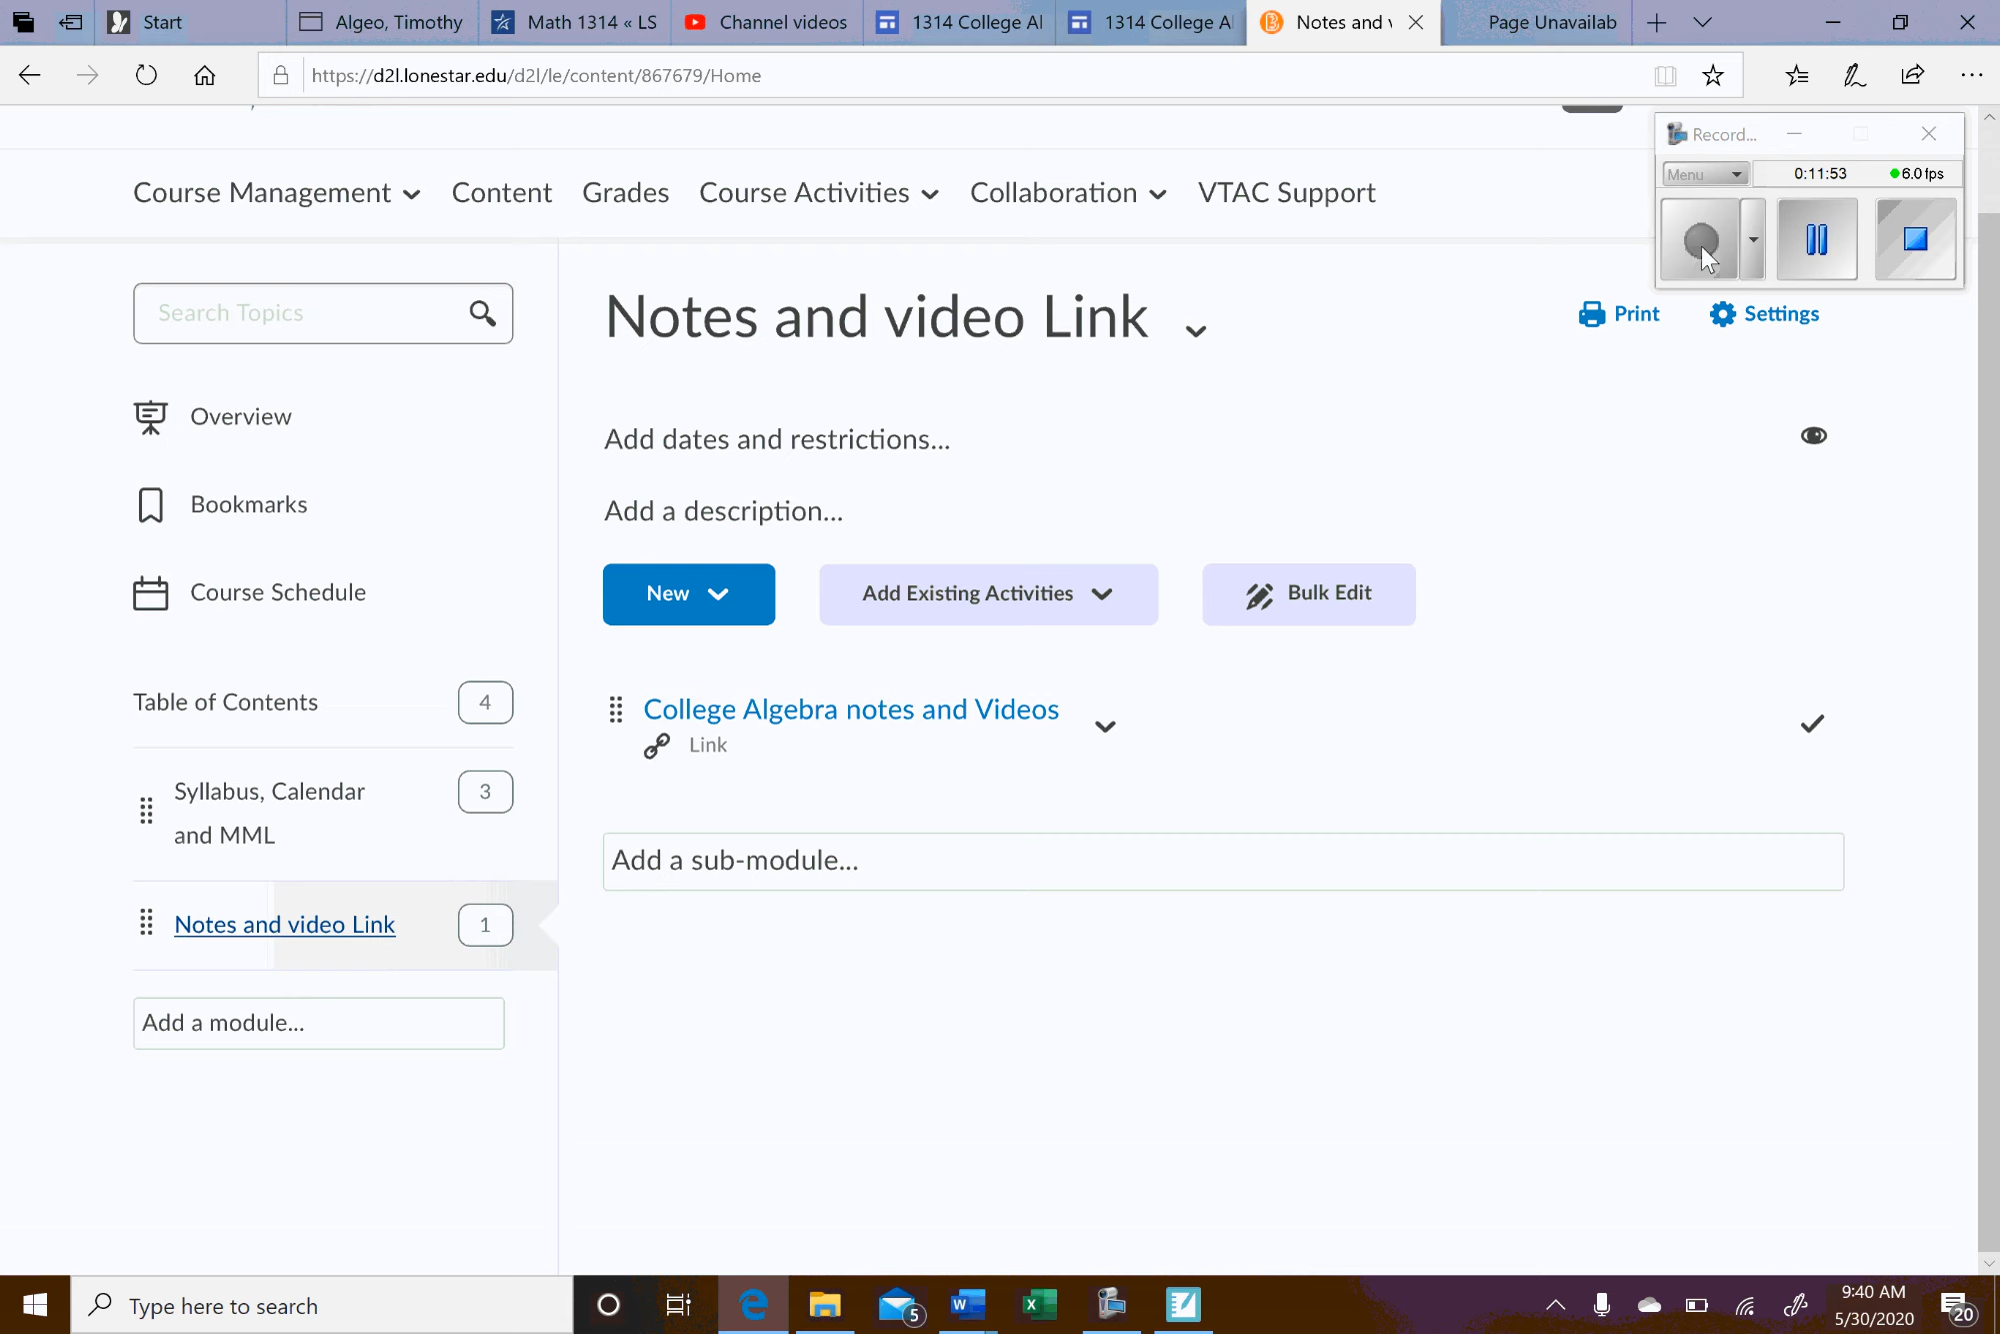 Start
Algeo, Timothy
Math 1314 « LS
Channel videos
1314 College Al
1314 College A
Notes and v
Page Unavailab
https://d2l.lonestar.edu/d2l/le/content/867679/Home
Record...
Menu
0:11:53
6.0 fps
Course Management
Content
Grades
Course Activities
Collaboration
VTAC Support
Search Topics
Notes and video Link
Print
Settings
Overview
Add dates and restrictions...
Bookmarks
Add a description...
Course Schedule
New
Add Existing Activities
Bulk Edit
Table of Contents
4
College Algebra notes and Videos
Link
Syllabus, Calendar
and MML
3
Add a sub-module...
Notes and video Link
1
Add a module...
Type here to search
5
9:40 AM
5/30/2020
20